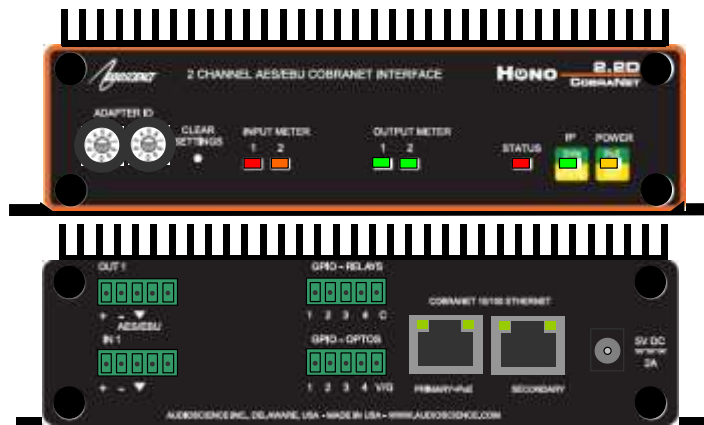 AUDIOSCIENCE
2 CHANNEL AES/EBU COBRANET INTERFACE
HONO 2.2D
COBRANET
ADAPTER ID
CLEAR
SETTINGS
INPUT METER
1 2
OUTPUT METER
1 2
STATUS
IP
POWER
PoE
OUT 1
+ - ▼
AES/EBU
IN 1
+ - ▼
GPIO - RELAYS
1 2 3 4 C
GPIO - OPTOS
1 2 3 4 V/G
COBRANET 10/100 ETHERNET
PRIMARY+PoE
SECONDARY
5V DC
2A
AUDIOSCIENCE INC, DELAWARE, USA - MADE IN USA - WWW.AUDIOSCIENCE.COM